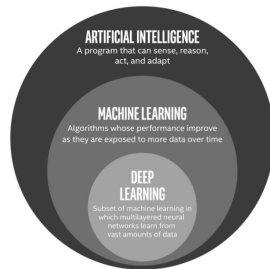 ARTIFICIAL INTELLIGENCE
A program that can sense, reason,
act, and adapt
MACHINE LEARNING
Algorithms whose performance improve
as they are exposed to more data over time
DEEP
LEARNING
Subset of machine learning in
which multilayered neural
networks learn from
vast amounts of data